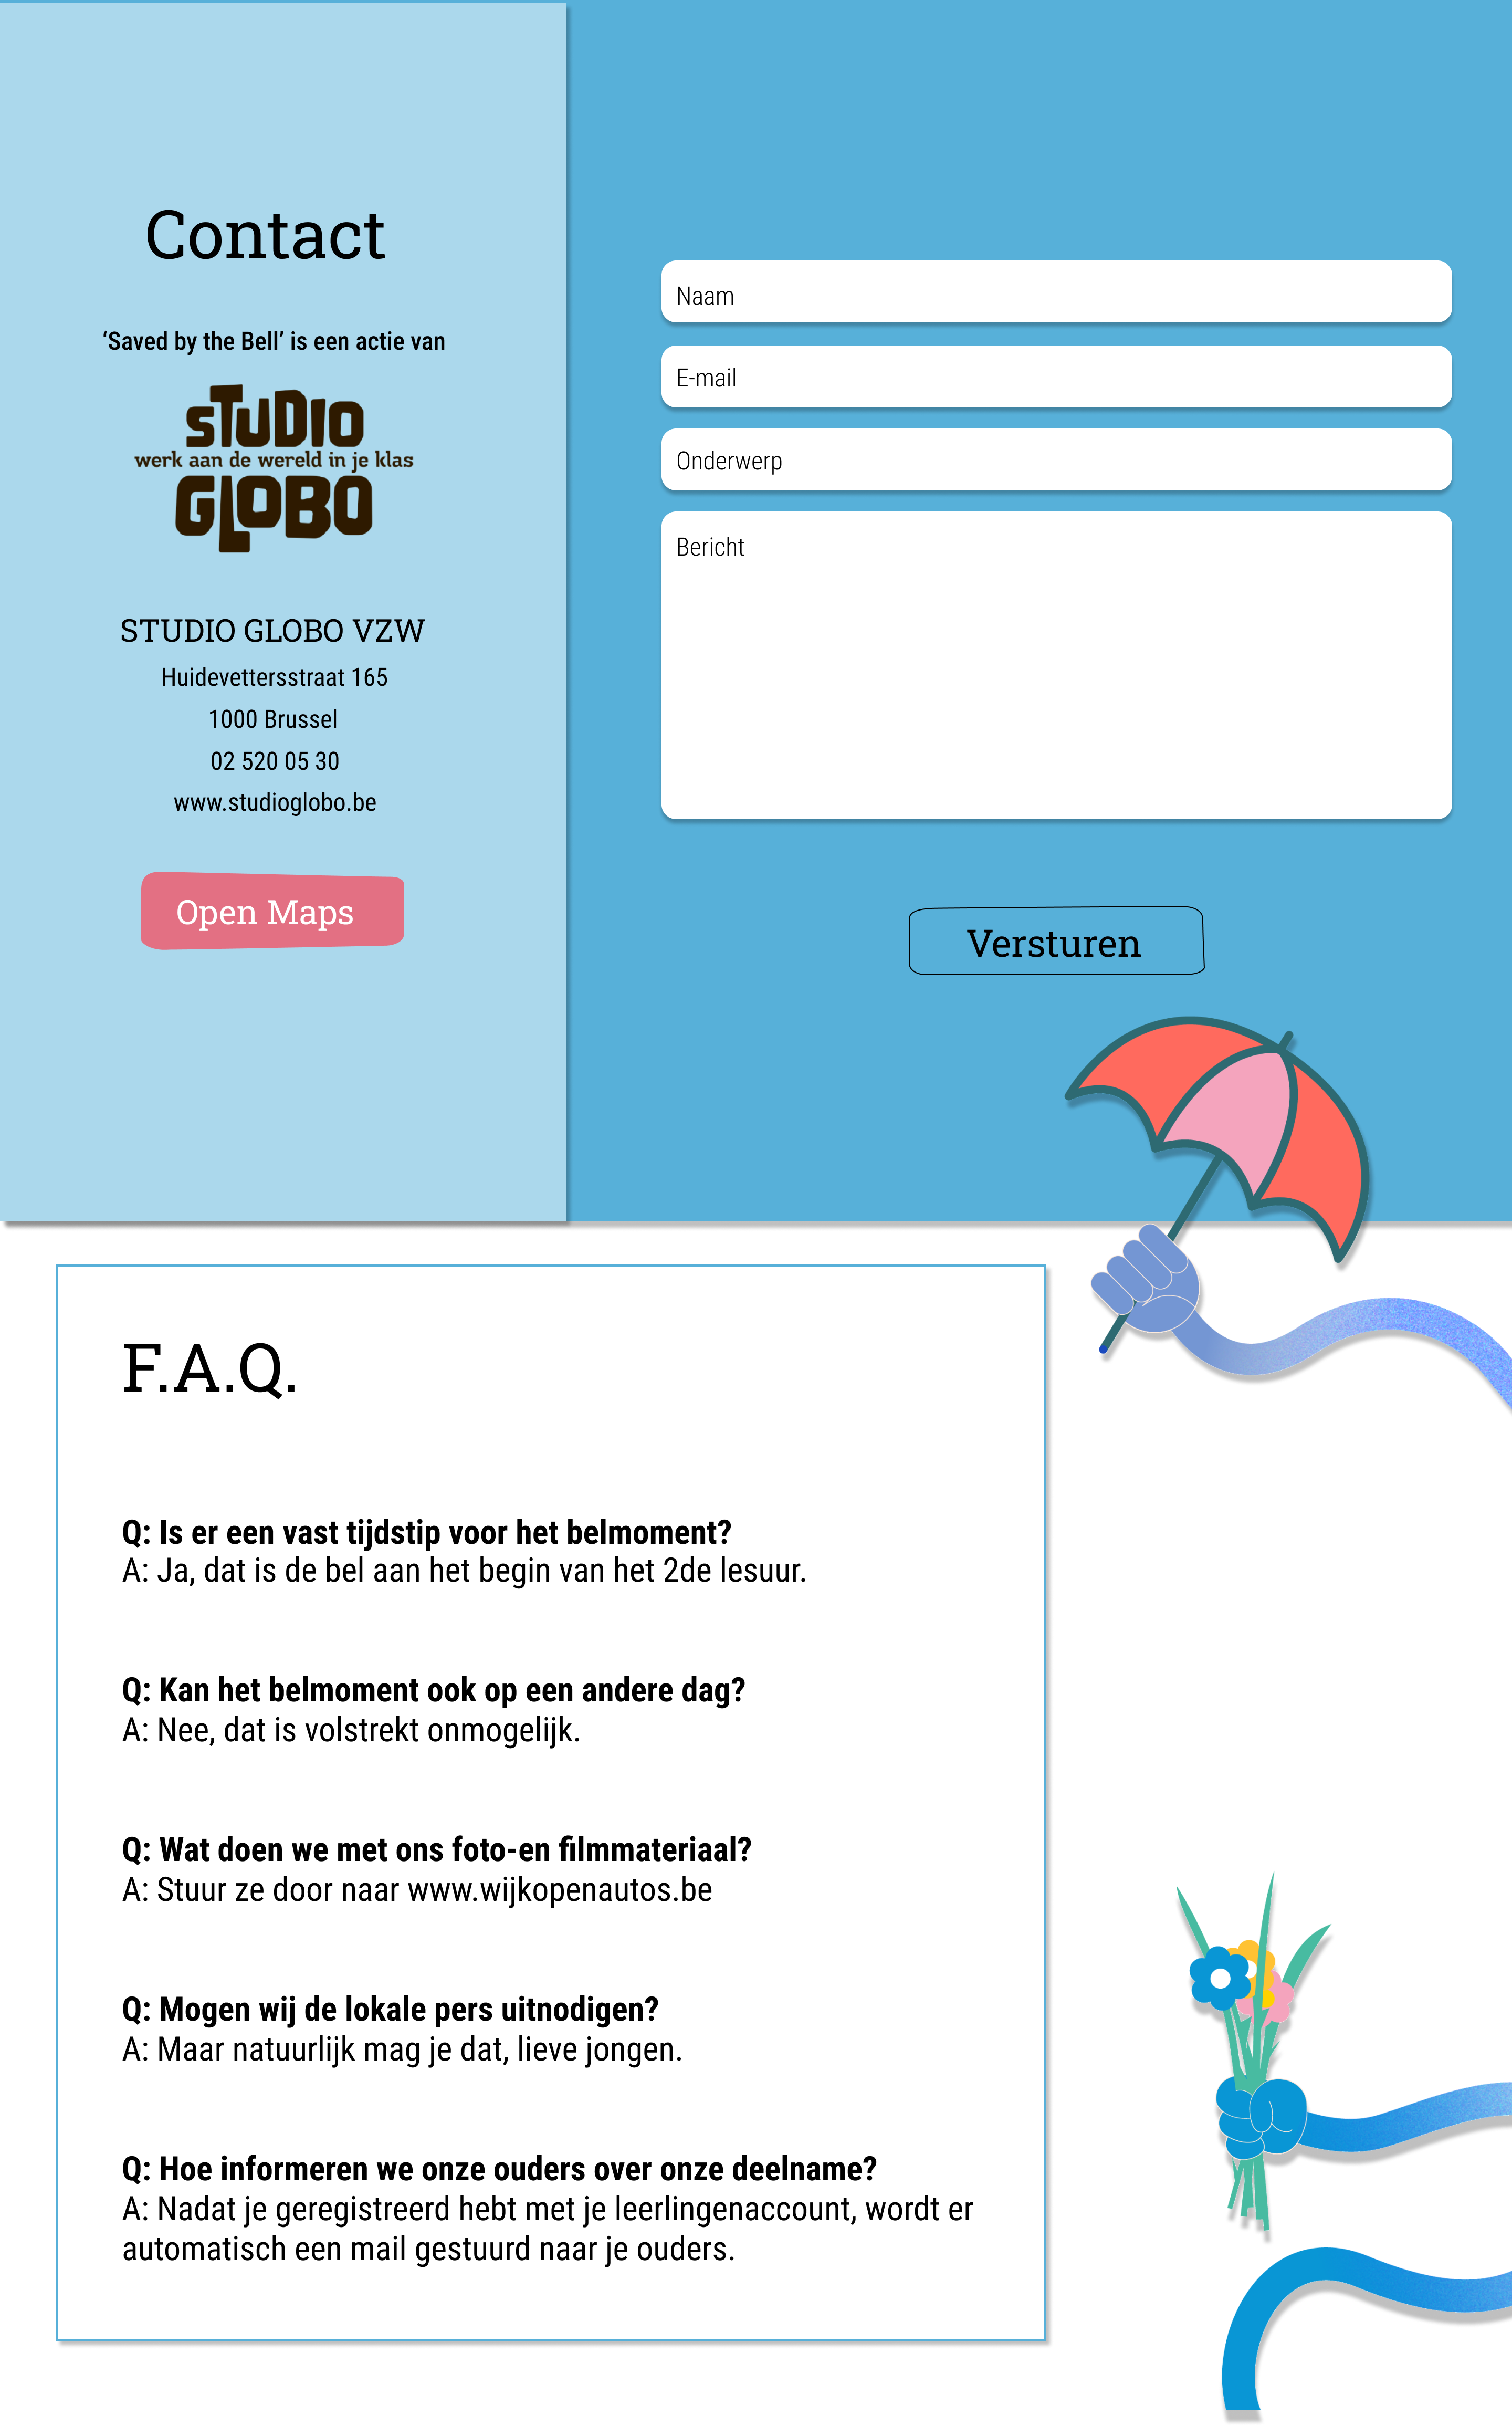 Contact
‘Saved by the Bell’ is een actie van
STUDIO
werk aan de wereld in je klas
GLOBO
STUDIO GLOBO VZW
Huidevettersstraat 165
1000 Brussel
02 520 05 30
www.studioglobo.be
Open Maps
Naam
E-mail
Onderwerp
Bericht
Versturen
F.A.Q.
Q: Is er een vast tijdstip voor het belmoment?
A: Ja, dat is de bel aan het begin van het 2de lesuur.
Q: Kan het belmoment ook op een andere dag?
A: Nee, dat is volstrekt onmogelijk.
Q: Wat doen we met ons foto-en filmmateriaal?
A: Stuur ze door naar www.wijkopenautos.be
Q: Mogen wij de lokale pers uitnodigen?
A: Maar natuurlijk mag je dat, lieve jongen.
Q: Hoe informeren we onze ouders over onze deelname?
A: Nadat je geregistreerd hebt met je leerlingenaccount, wordt er
automatisch een mail gestuurd naar je ouders.